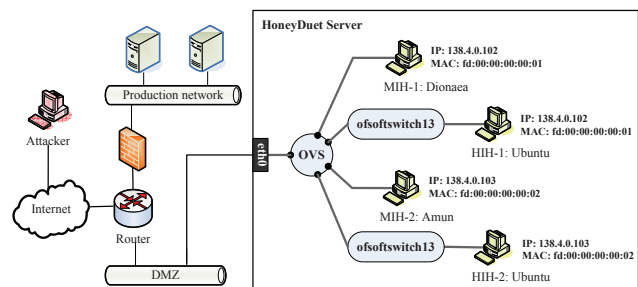 HoneyDuet Server
Production network
Attacker
Internet
Router
DMZ
eth0
OVS
IP: 138.4.0.102
MAC: fd:00:00:00:00:01
MIH-1: Dionaea
ofsoftswitch13
IP: 138.4.0.102
MAC: fd:00:00:00:00:01
HIH-1: Ubuntu
IP: 138.4.0.103
MAC: fd:00:00:00:00:02
MIH-2: Amun
ofsoftswitch13
IP: 138.4.0.103
MAC: fd:00:00:00:00:02
HIH-2: Ubuntu